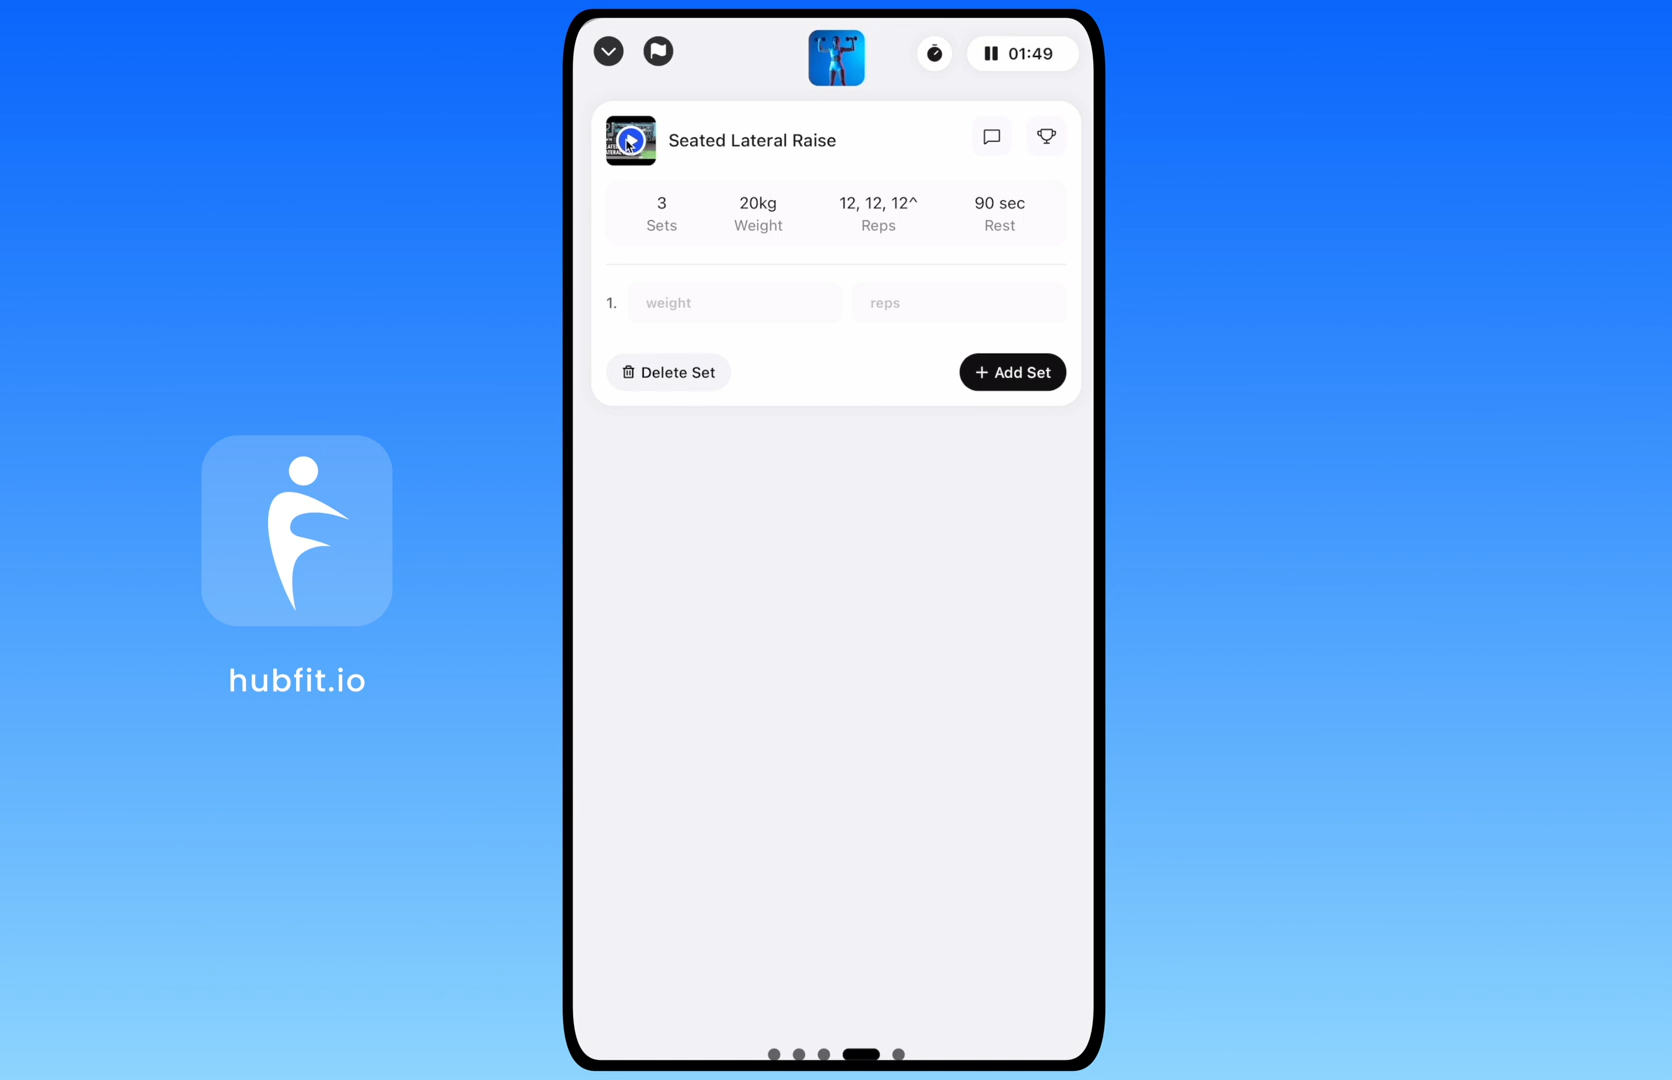 01:49
Seated Lateral Raise
3 20kg 12, 12, 12^ 90 sec
Sets Weight Reps Rest
1. weight reps
Delete Set + Add Set
hubfit.io